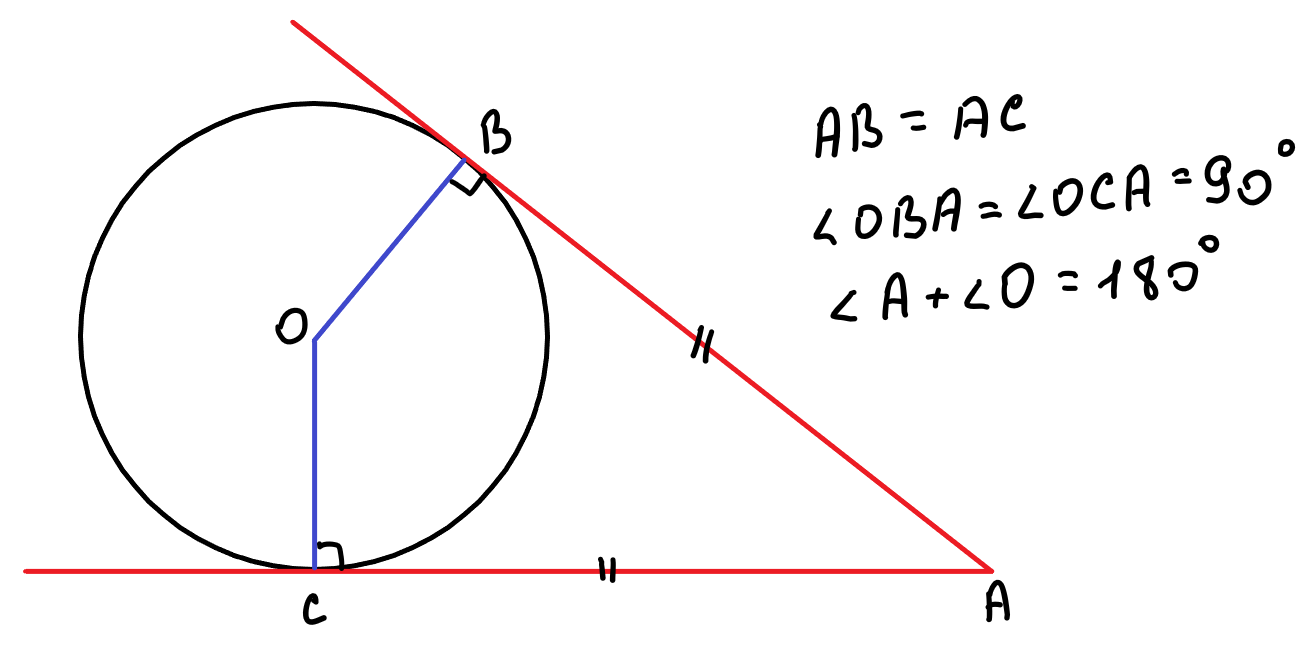 B
AB = AC
∠OBA = ∠OCA = 90°
∠A + ∠O = 180°
O
C
A